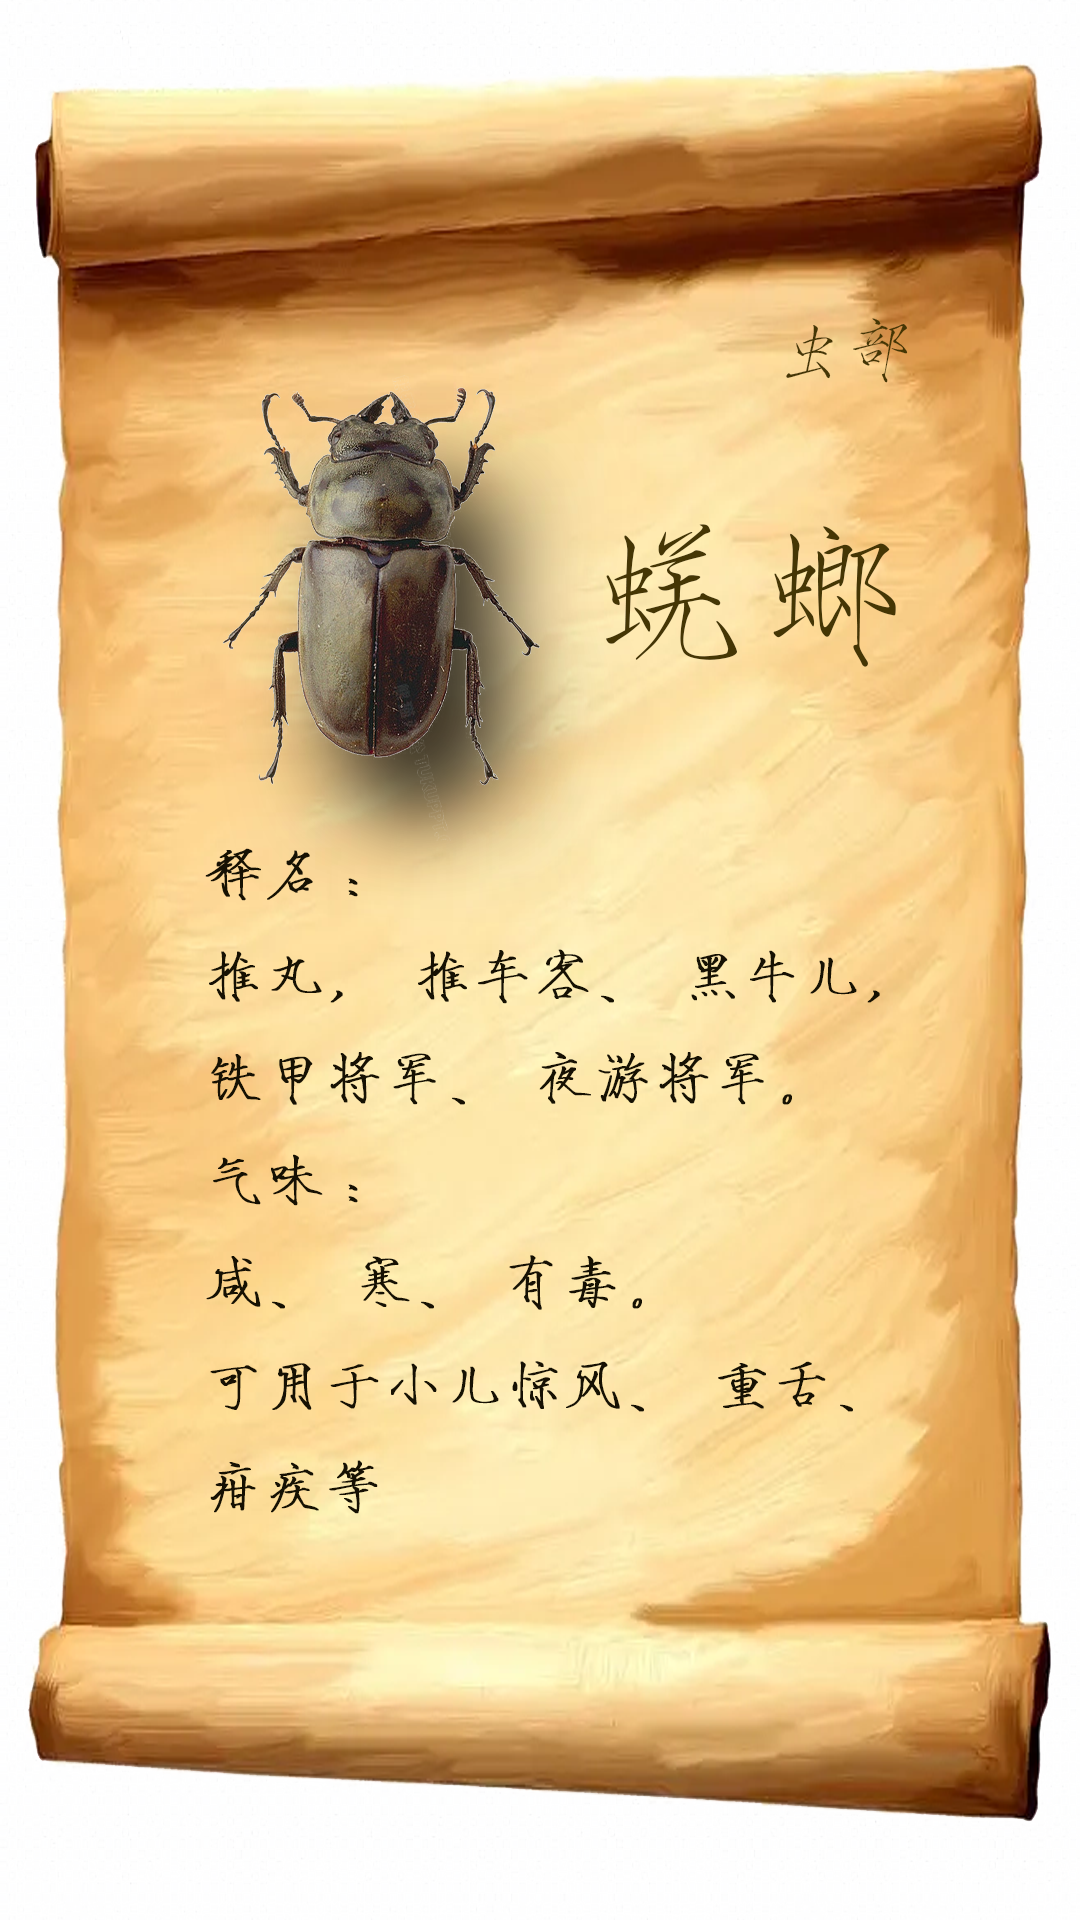 虫部
蜣螂
释名：
推丸， 推车客、 黑牛儿，
铁甲将军、 夜游将军。
气味：
咸、 寒、 有毒。
可用于小儿惊风、 重舌、
疳疾等